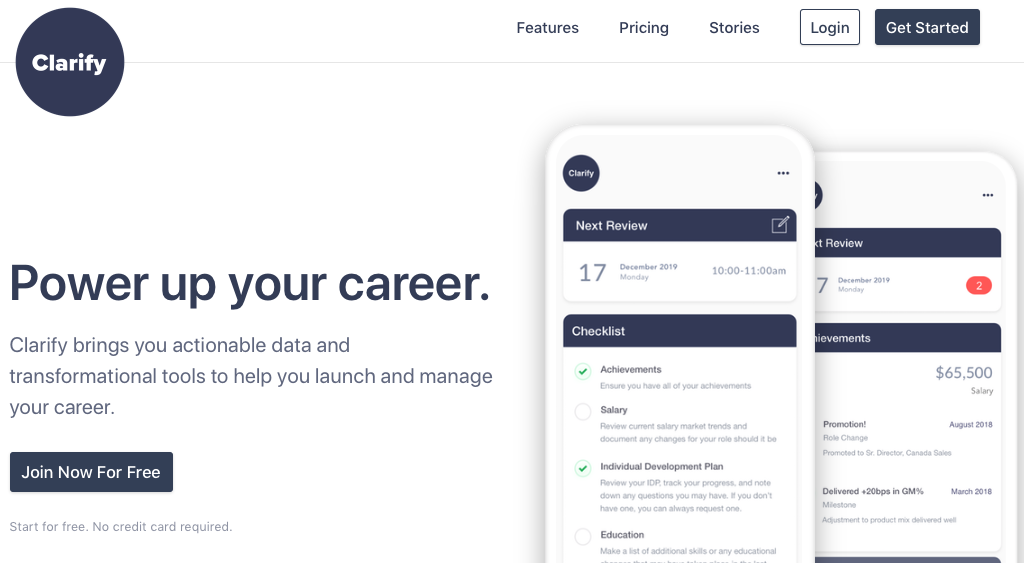 Clarify
Features
Pricing
Stories
Login
Get Started
Power up your career.
Clarify brings you actionable data and
transformational tools to help you launch and manage
your career.
Join Now For Free
Start for free. No credit card required.
Clarify
Next Review
17
December 2019
Monday
10:00-11:00am
Checklist
Achievements
Ensure you have all of your achievements
Salary
Review current salary market trends and
document any changes for your role should it be
Individual Development Plan
Review your IDP, track your progress, and note
down any questions you may have. If you don't
have one, you can always request one.
Education
Make a list of additional skills or any educational
xt Review
7
December 2019
Monday
2
ievements
$65,500
Salary
Promotion!
August 2018
Role Change
Promoted to Sr. Director, Canada Sales
Delivered +20bps in GM%
March 2018
Milestone
Adjustment to product mix delivered well